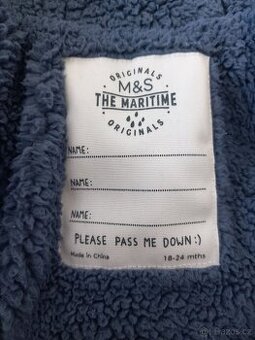 ORIGINALS
M&S
THE MARITIME
ORIGINALS
NAME:
NAME:
NAME:
PLEASE PASS ME DOWN:)
Made in China
18-24 mths